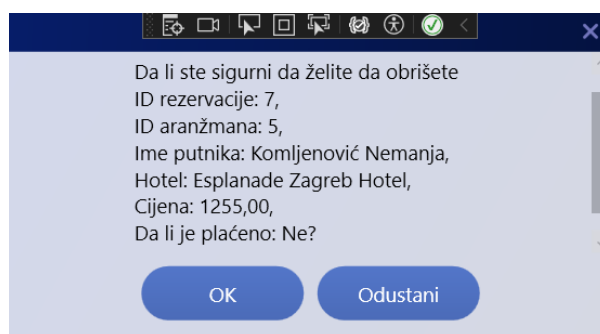 Da li ste sigurni da želite da obrišete
ID rezervacije: 7,
ID aranžmana: 5,
Ime putnika: Komljenović Nemanja,
Hotel: Esplanade Zagreb Hotel,
Cijena: 1255,00,
Da li je plaćeno: Ne?
OK Odustani